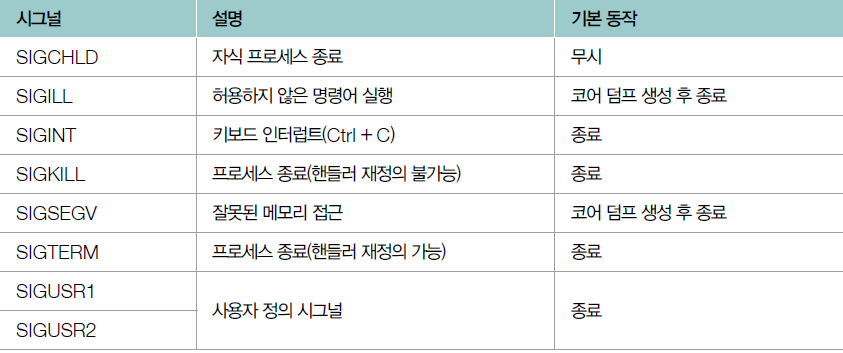 시그널 설명 기본 동작
SIGCHLD 자식 프로세스 종료 무시
SIGILL 허용하지 않은 명령어 실행 코어 덤프 생성 후 종료
SIGINT 키보드 인터럽트(Ctrl + C) 종료
SIGKILL 프로세스 종료(핸들러 재정의 불가능) 종료
SIGSEGV 잘못된 메모리 접근 코어 덤프 생성 후 종료
SIGTERM 프로세스 종료(핸들러 재정의 가능) 종료
SIGUSR1
사용자 정의 시그널 종료
SIGUSR2